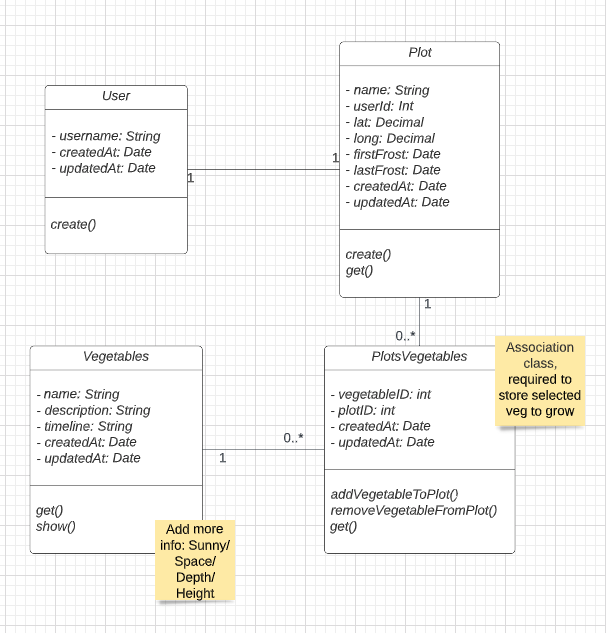 User
- username: String
- createdAt: Date
- updatedAt: Date
create()
1
1
Plot
- name: String
- userId: Int
- lat: Decimal
- long: Decimal
- firstFrost: Date
- lastFrost: Date
- createdAt: Date
- updatedAt: Date
create()
get()
1
0..*
Vegetables
- name: String
- description: String
- timeline: String
- createdAt: Date
- updatedAt: Date
get()
show()
Add more
info: Sunny/
Space/
Depth/
Height
1
0..*
PlotsVegetables
- vegetableID: int
- plotID: int
- createdAt: Date
- updatedAt: Date
addVegetableToPlot()
removeVegetableFromPlot()
get()
Association
class,
required to
store selected
veg to grow